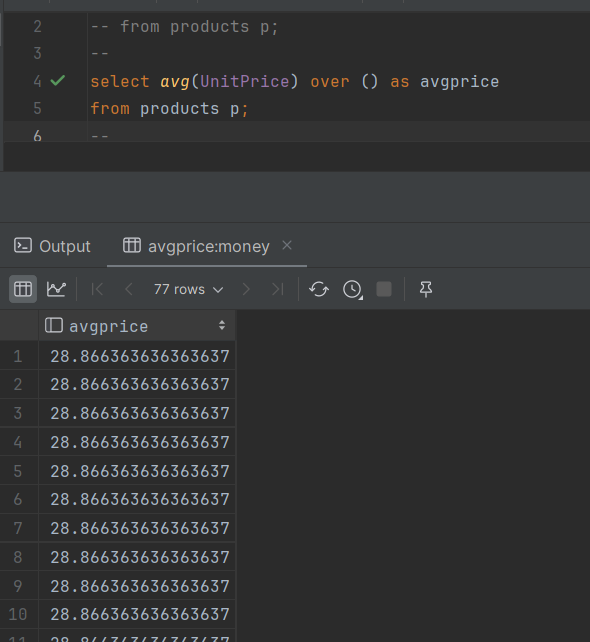 2 -- from products p;
3 --
4 select avg(UnitPrice) over () as avgprice
5 from products p;
6 --
Output avgprice:money
77 rows
avgprice
1 28.866363636363637
2 28.866363636363637
3 28.866363636363637
4 28.866363636363637
5 28.866363636363637
6 28.866363636363637
7 28.866363636363637
8 28.866363636363637
9 28.866363636363637
10 28.866363636363637
11 28.866363636363637